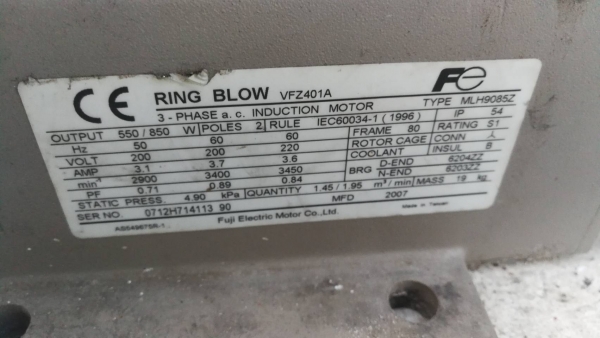 CE RING BLOW VFZ401A Fe
3 - PHASE a. c. INDUCTION MOTOR TYPE MLH9085Z
OUTPUT 550 / 850 W POLES 2 RULE IEC60034-1 ( 1996 ) IP 54
Hz 50 60 60 FRAME 80 RATING S1
VOLT 200 200 220 ROTOR CAGE CONN 人
AMP 3.1 3.7 3.6 COOLANT INSUL B
min⁻¹ 2900 3400 3450 BRG D-END 6204ZZ
PF 0.71 0.89 0.84 N-END 6203ZZ
STATIC PRESS. 4.90 kPa QUANTITY 1.45 / 1.95 m³/min MASS 19 kg
SER NO. 0712H714113 90 MFD 2007
Fuji Electric Motor Co.,Ltd. Made in Taiwan